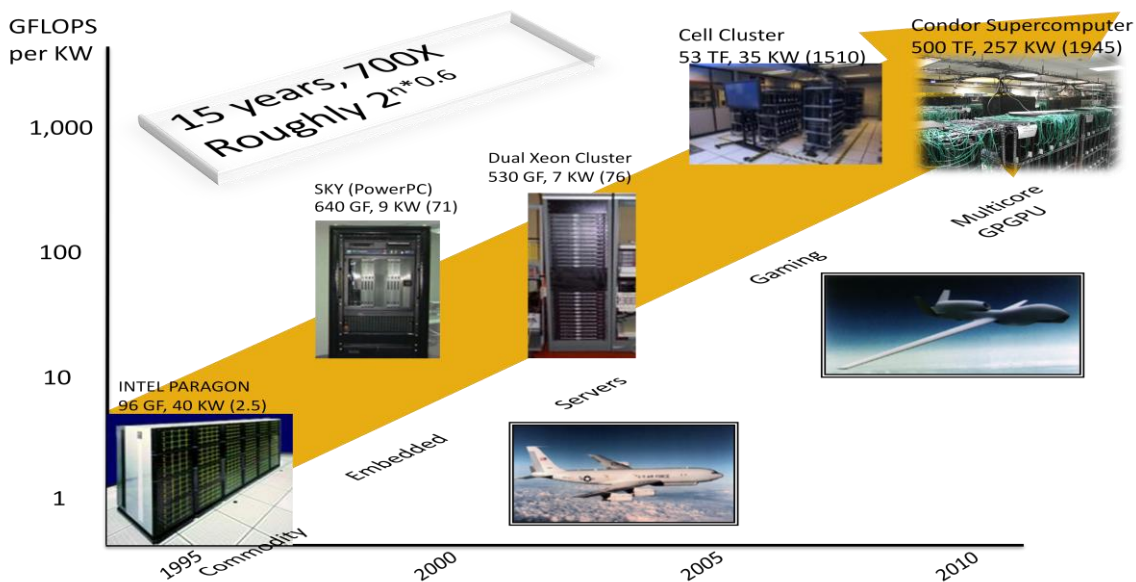 GFLOPS
per KW
1,000
100
10
1
15 years, 700X
Roughly 2^n*0.6
INTEL PARAGON
96 GF, 40 KW (2.5)
SKY (PowerPC)
640 GF, 9 KW (71)
Dual Xeon Cluster
530 GF, 7 KW (76)
Cell Cluster
53 TF, 35 KW (1510)
Condor Supercomputer
500 TF, 257 KW (1945)
Commodity
Embedded
Servers
Gaming
Multicore
GPGPU
1995
2000
2005
2010